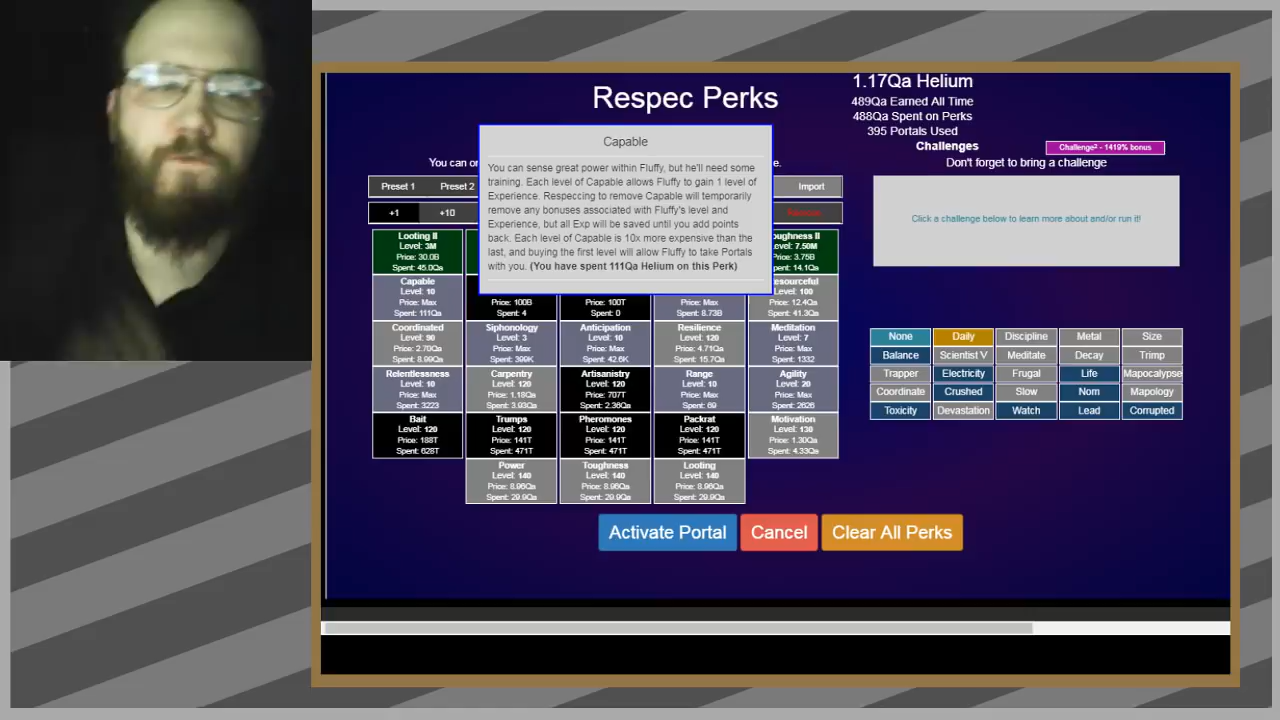 1.17Qa Helium
Respec Perks
489Qa Earned All Time
488Qa Spent on Perks
395 Portals Used
Challenges
Challenge² - 1419% bonus
Don't forget to bring a challenge
You can on
e.
Capable
You can sense great power within Fluffy, but he'll need some
training. Each level of Capable allows Fluffy to gain 1 level of
Experience. Respeccing to remove Capable will temporarily
remove any bonuses associated with Fluffy's level and
Experience, but all Exp will be saved until you add points
back. Each level of Capable is 10x more expensive than the
last, and buying the first level will allow Fluffy to take Portals
with you. (You have spent 111Qa Helium on this Perk)
Preset 1 Preset 2 Import
+1 +10 Remove
Click a challenge below to learn more about and/or run it!
Looting II
Level: 3M
Price: 30.0B
Spent: 45.0Qa
oughness II
Level: 7.50M
Price: 3.75B
Spent: 14.1Qa
Capable
Level: 10
Price: Max
Spent: 111Qa
Price: 100B
Spent: 4
Price: 100T
Spent: 0
Price: Max
Spent: 8.73B
esourceful
Level: 100
Price: 12.4Qa
Spent: 41.3Qa
Coordinated
Level: 90
Price: 2.70Qa
Spent: 8.99Qa
Siphonology
Level: 3
Price: Max
Spent: 399K
Anticipation
Level: 10
Price: Max
Spent: 42.6K
Resilience
Level: 120
Price: 4.71Qa
Spent: 15.7Qa
Meditation
Level: 7
Price: Max
Spent: 1332
Relentlessness
Level: 10
Price: Max
Spent: 3223
Carpentry
Level: 120
Price: 1.18Qa
Spent: 3.93Qa
Artisanistry
Level: 120
Price: 707T
Spent: 2.36Qa
Range
Level: 10
Price: Max
Spent: 69
Agility
Level: 20
Price: Max
Spent: 2626
Bait
Level: 120
Price: 188T
Spent: 628T
Trumps
Level: 120
Price: 141T
Spent: 471T
Pheromones
Level: 120
Price: 141T
Spent: 471T
Packrat
Level: 120
Price: 141T
Spent: 471T
Motivation
Level: 130
Price: 1.30Qa
Spent: 4.33Qa
Power
Level: 140
Price: 8.96Qa
Spent: 29.9Qa
Toughness
Level: 140
Price: 8.96Qa
Spent: 29.9Qa
Looting
Level: 140
Price: 8.96Qa
Spent: 29.9Qa
None Daily Discipline Metal Size
Balance Scientist V Meditate Decay Trimp
Trapper Electricity Frugal Life Mapocalypse
Coordinate Crushed Slow Nom Mapology
Toxicity Devastation Watch Lead Corrupted
Activate Portal Cancel Clear All Perks